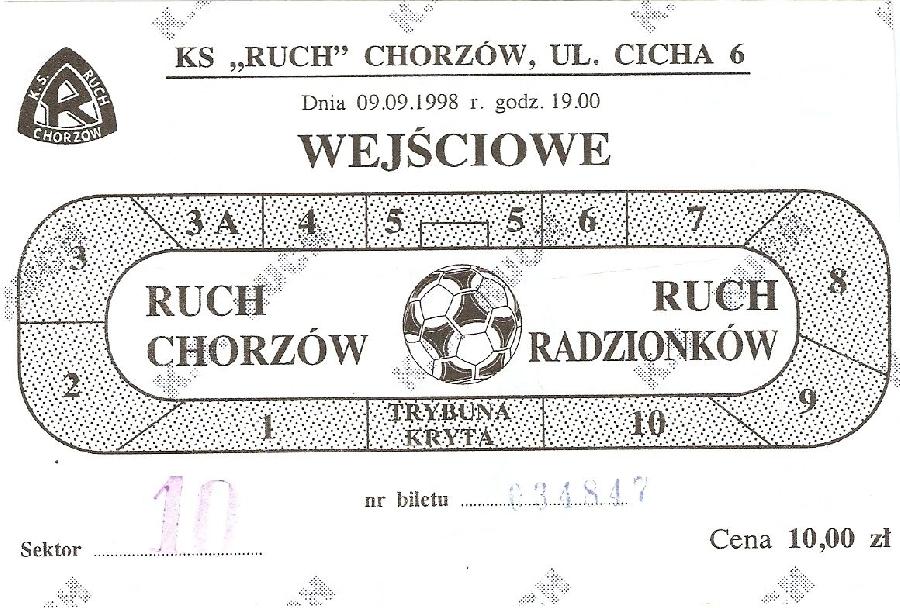 KS „RUCH” CHORZÓW, UL. CICHA 6
K.S. RUCH
CHORZÓW
Dnia 09.09.1998 r. godz. 19.00
WEJŚCIOWE
3A 4 5 5 6 7
3 8
RUCH CHORZÓW
RUCH RADZIONKÓW
2 9
1 TRYBUNA KRYTA 10
nr biletu 034847
Sektor 10
Cena 10,00 zł